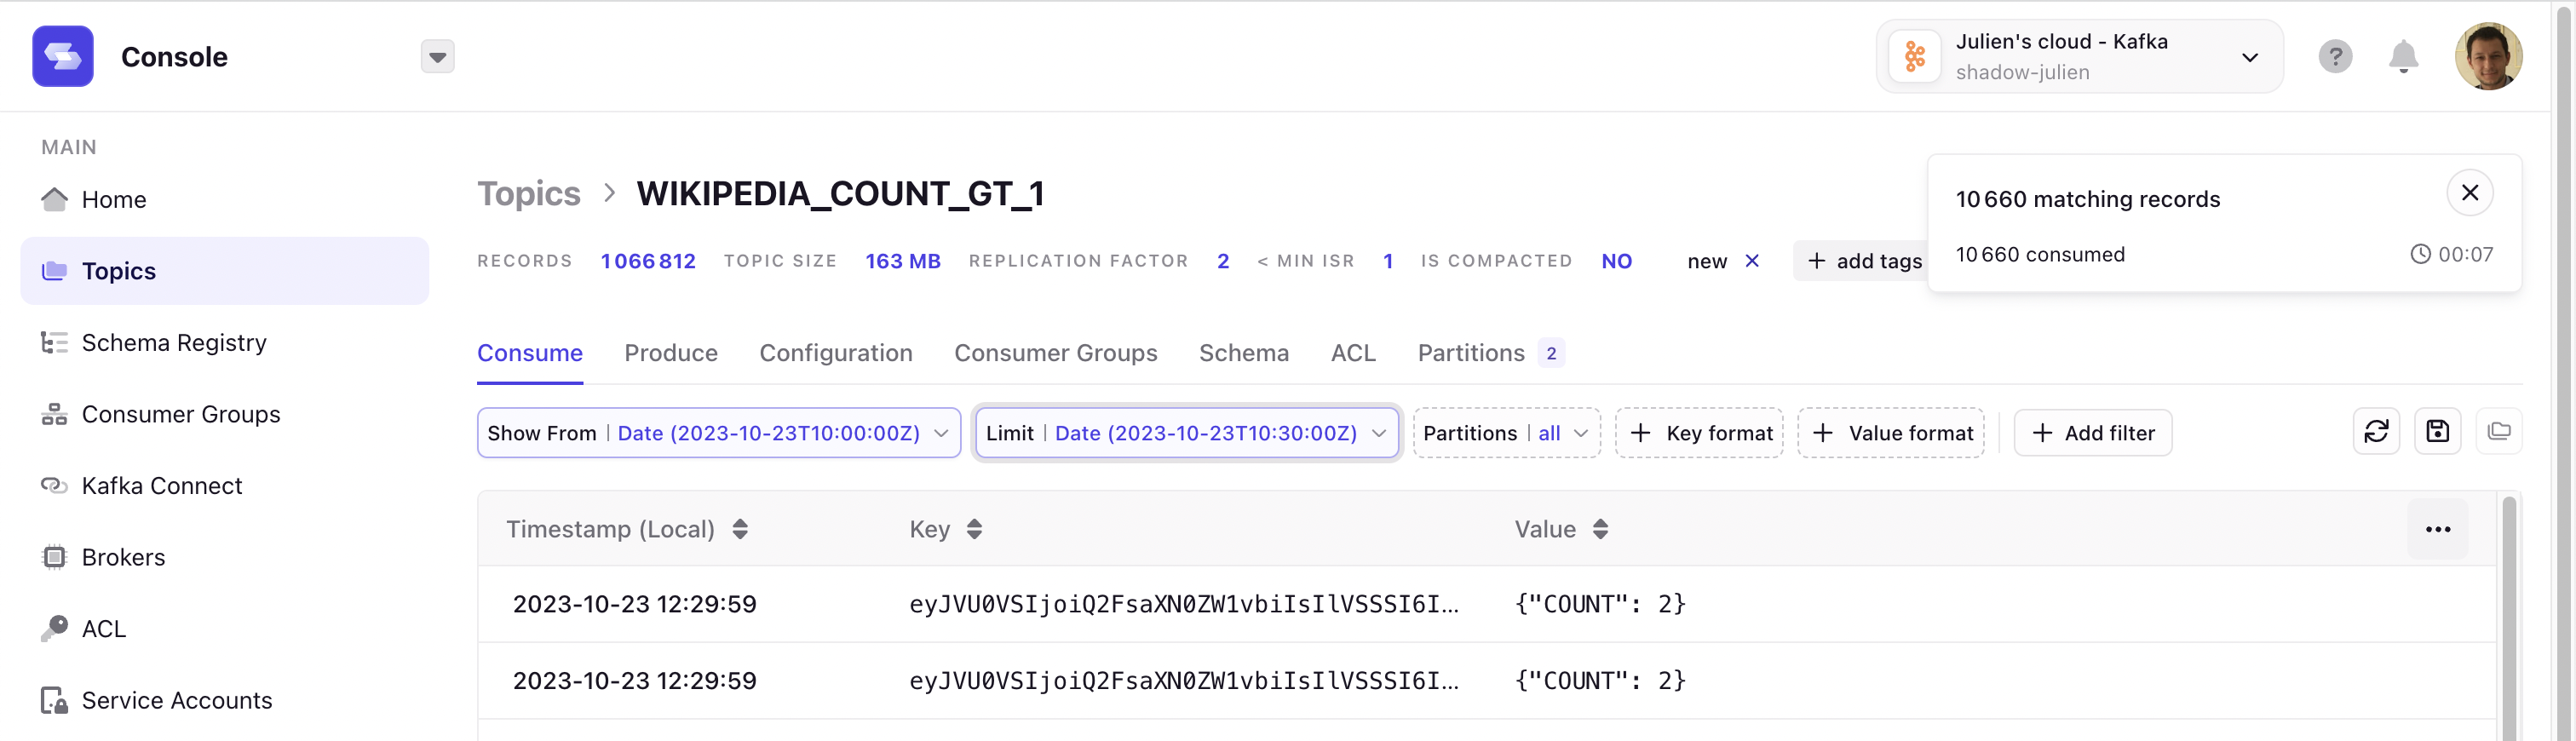 Console
Julien's cloud - Kafka
shadow-julien
?
MAIN
Home
Topics
Schema Registry
Consumer Groups
Kafka Connect
Brokers
ACL
Service Accounts
Topics > WIKIPEDIA_COUNT_GT_1
10 660 matching records
10 660 consumed 00:07
RECORDS 1 066 812 TOPIC SIZE 163 MB REPLICATION FACTOR 2 < MIN ISR 1 IS COMPACTED NO new × + add tags
Consume Produce Configuration Consumer Groups Schema ACL Partitions 2
Show From | Date (2023-10-23T10:00:00Z) Limit | Date (2023-10-23T10:30:00Z) Partitions | all + Key format + Value format + Add filter
Timestamp (Local) Key Value ...
2023-10-23 12:29:59 eyJVU0VSIjoiQ2FsaXN0ZW1vbiIsIlVSSSI6I... {"COUNT": 2}
2023-10-23 12:29:59 eyJVU0VSIjoiQ2FsaXN0ZW1vbiIsIlVSSSI6I... {"COUNT": 2}